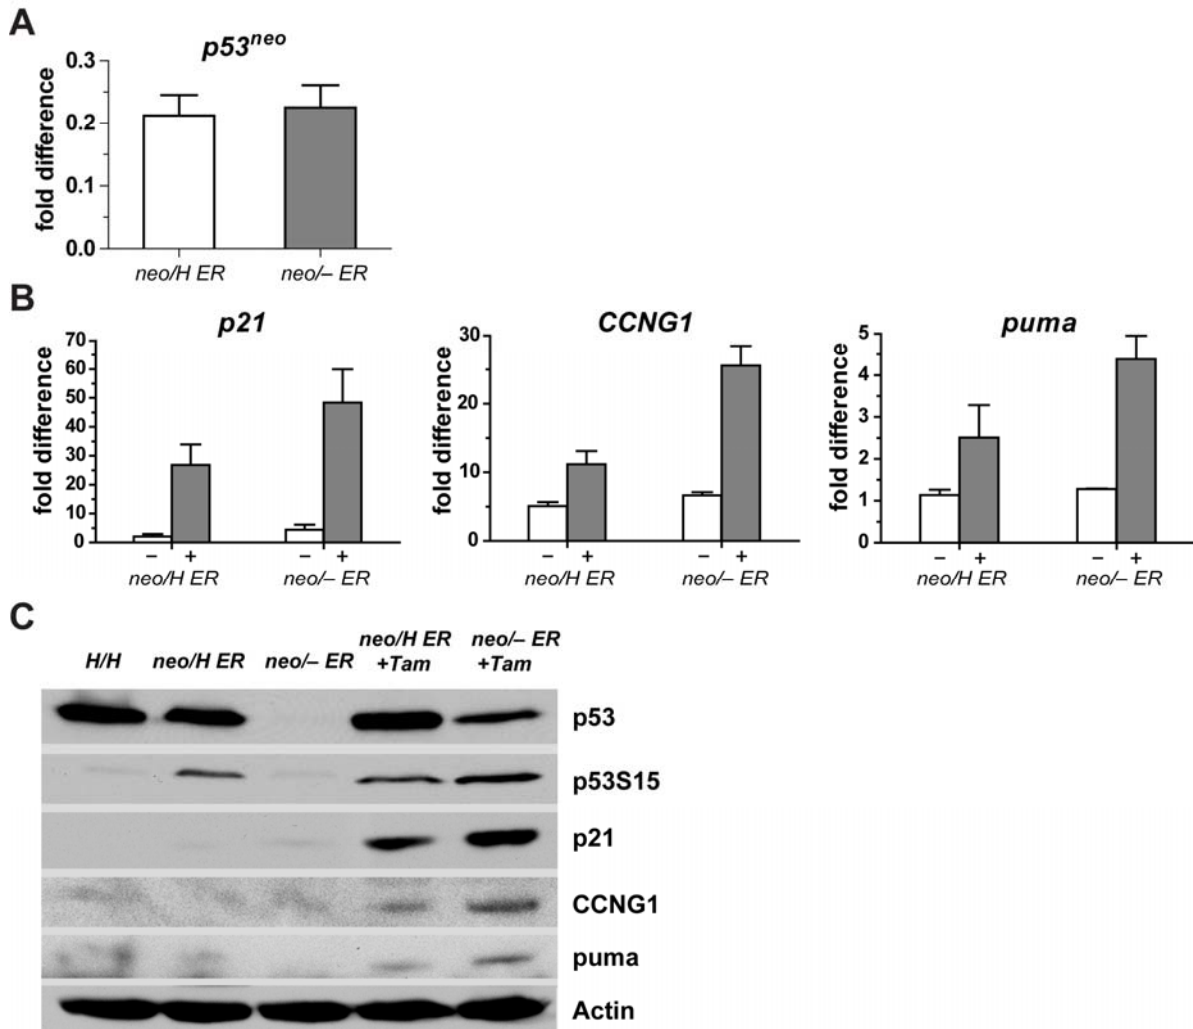 A
p53neo
fold difference
0.3
0.2
0.1
0.0
neo/H ER
neo/– ER
B
p21
fold difference
70
60
50
40
30
20
10
0
– + – +
neo/H ER
neo/– ER
CCNG1
fold difference
30
20
10
0
– + – +
neo/H ER
neo/– ER
puma
fold difference
5
4
3
2
1
0
– + – +
neo/H ER
neo/– ER
C
H/H
neo/H ER
neo/– ER
neo/H ER
+Tam
neo/– ER
+Tam
p53
p53S15
p21
CCNG1
puma
Actin